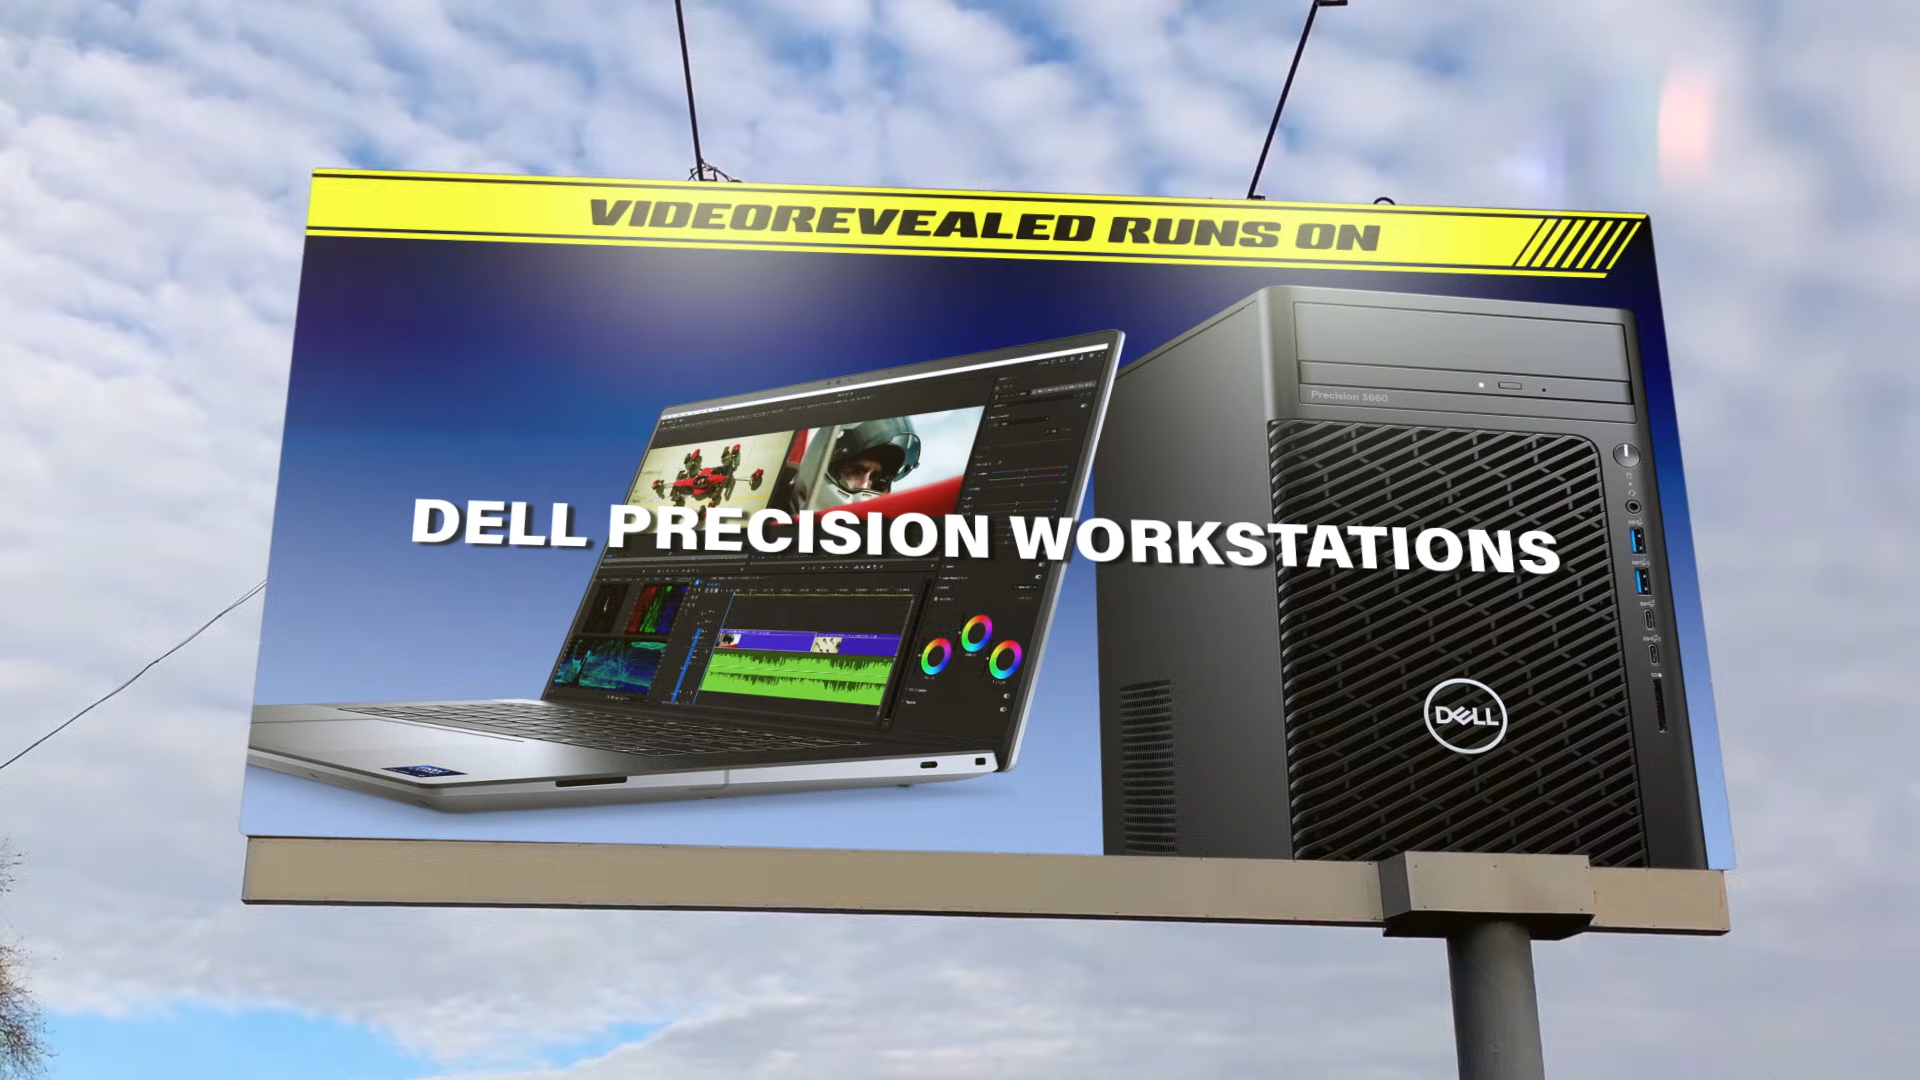 VIDEOREVEALED RUNS ON
Precision 3660
DELL PRECISION WORKSTATIONS
DELL